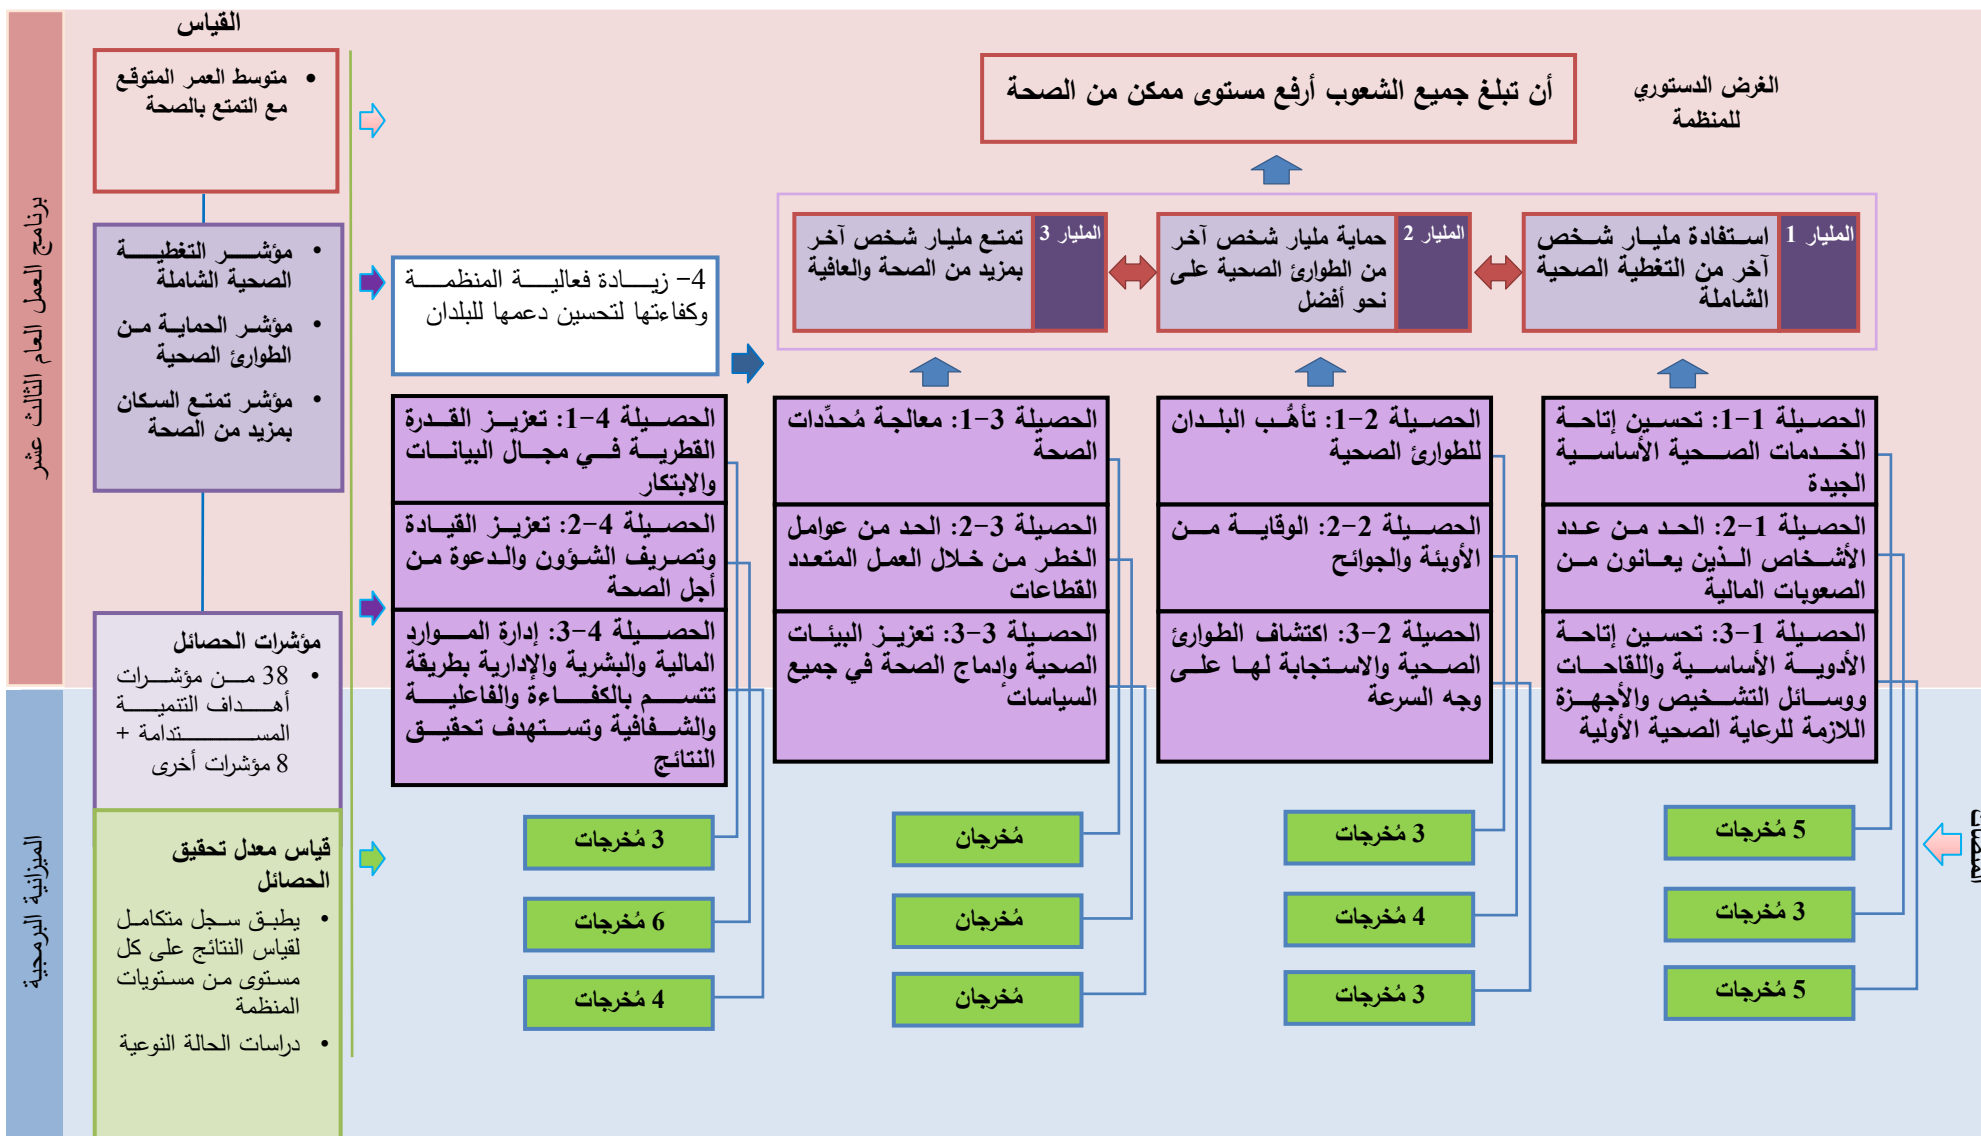 القياس
الغرض الدستوري
للمنظمة
أن تبلغ جميع الشعوب أرفع مستوى ممكن من الصحة
• متوسط العمر المتوقع
مع التمتع بالصحة
برنامج العمل العام الثالث عشر
المليار 1
استفادة مليار شخص
آخر من التغطية الصحية
الشاملة
المليار 2
حماية مليار شخص آخر
من الطوارئ الصحية على
نحو أفضل
المليار 3
تمتع مليار شخص آخر
بمزيد من الصحة والعافية
4- زيادة فعالية المنظمة
وكفاءتها لتحسين دعمها للبلدان
• مؤشر التغطية
الصحية الشاملة
• مؤشر الحماية من
الطوارئ الصحية
• مؤشر تمتع السكان
بمزيد من الصحة
الحصيلة 1-1: تحسين إتاحة
الخدمات الصحية الأساسية
الجيدة
الحصيلة 1-2: الحد من عدد
الأشخاص الذين يعانون من
الصعوبات المالية
الحصيلة 1-3: تحسين إتاحة
الأدوية الأساسية واللقاحات
ووسائل التشخيص والأجهزة
اللازمة للرعاية الصحية الأولية
الحصيلة 2-1: تأهُّب البلدان
للطوارئ الصحية
الحصيلة 2-2: الوقاية من
الأوبئة والجوائح
الحصيلة 2-3: اكتشاف الطوارئ
الصحية والاستجابة لها على
وجه السرعة
الحصيلة 3-1: معالجة مُحدِّدات
الصحة
الحصيلة 3-2: الحد من عوامل
الخطر من خلال العمل المتعدد
القطاعات
الحصيلة 3-3: تعزيز البيئات
الصحية وإدماج الصحة في جميع
السياسات
الحصيلة 4-1: تعزيز القدرة
القطرية في مجال البيانات
والابتكار
الحصيلة 4-2: تعزيز القيادة
وتصريف الشؤون والدعوة من
أجل الصحة
الحصيلة 4-3: إدارة الموارد
المالية والبشرية والإدارية بطريقة
تتسم بالكفاءة والفاعلية
والشفافية وتستهدف تحقيق
النتائج
مؤشرات الحصائل
• 38 من مؤشرات
أهداف التنمية
المستدامة +
8 مؤشرات أخرى
الميزانية البرمجية
5 مُخرجات
3 مُخرجات
5 مُخرجات
3 مُخرجات
4 مُخرجات
3 مُخرجات
مُخرجان
مُخرجان
مُخرجان
3 مُخرجات
6 مُخرجات
4 مُخرجات
قياس معدل تحقيق
الحصائل
• يطبق سجل متكامل
لقياس النتائج على كل
مستوى من مستويات
المنظمة
• دراسات الحالة النوعية